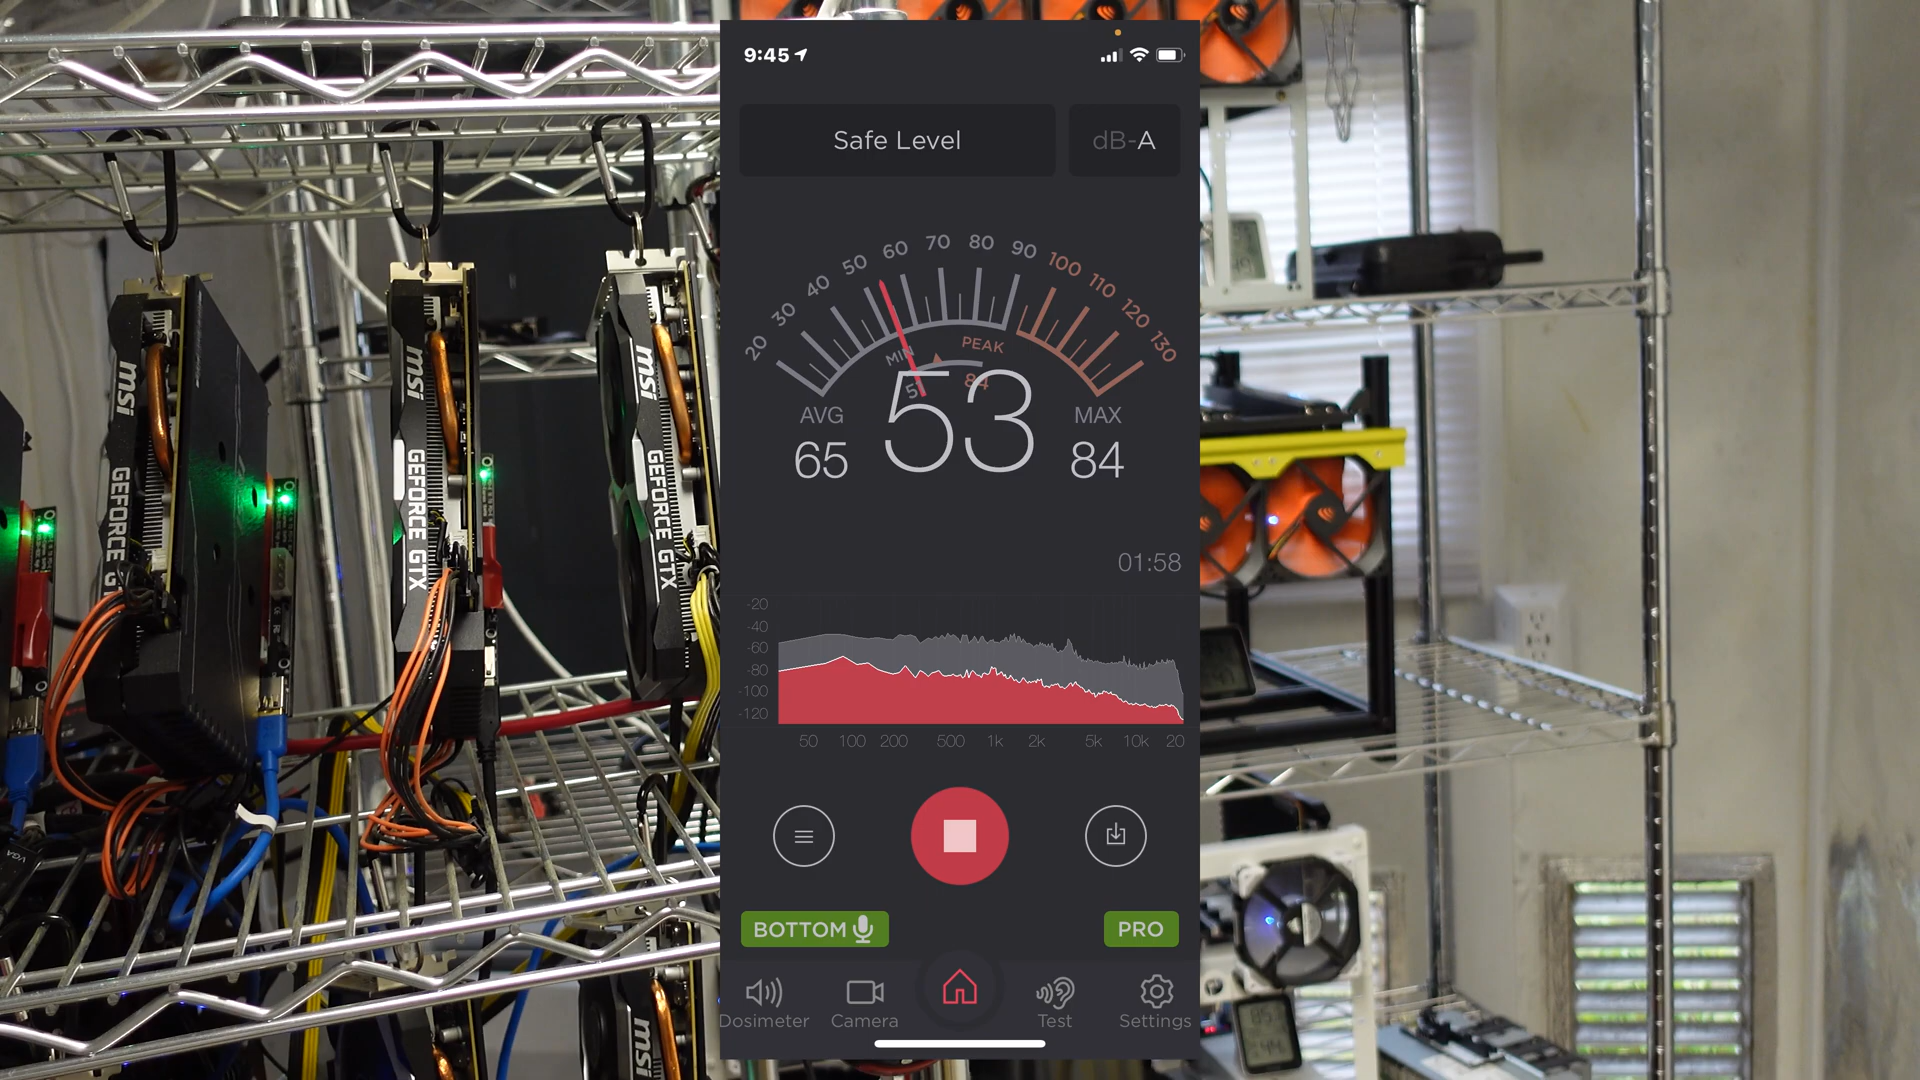 9:45
Safe Level
dB-A
20
30
40
50
60
70
80
90
100
110
120
130
MIN
PEAK
84
53
AVG
65
MAX
84
01:58
-20
-40
-60
-80
-100
-120
50
100
200
500
1k
2k
5k
10k
20
BOTTOM
PRO
Dosimeter
Camera
Test
Settings
msi
GEFORCE G
msi
GEFORCE GTX
msi
GEFORCE GTX
VGA
msi